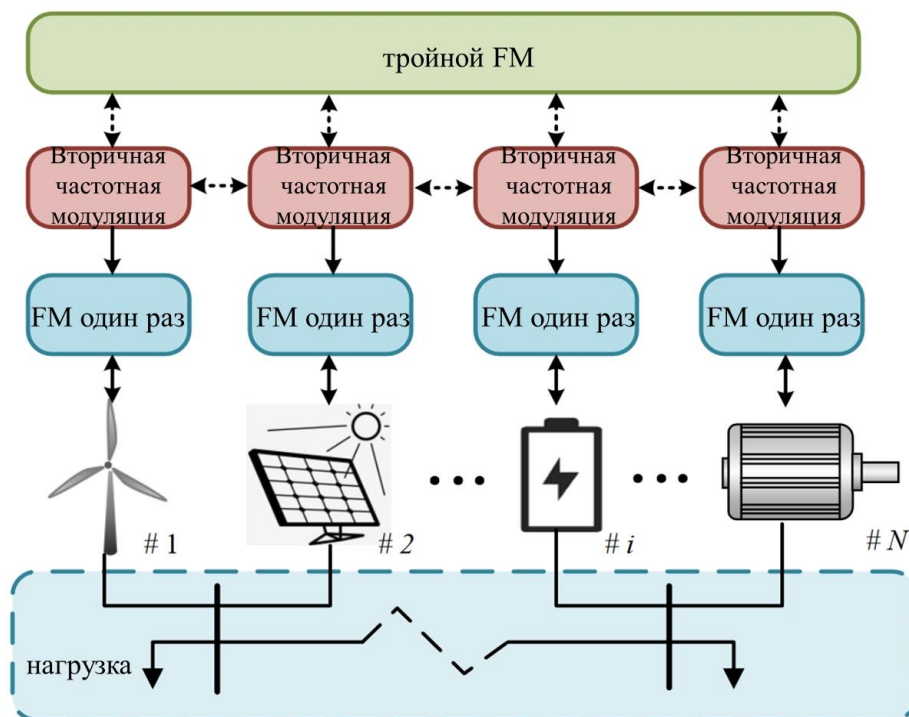 тройной FM
Вторичная
частотная
модуляция
Вторичная
частотная
модуляция
Вторичная
частотная
модуляция
Вторичная
частотная
модуляция
FM один раз
FM один раз
FM один раз
FM один раз
# 1
# 2
# i
# N
нагрузка